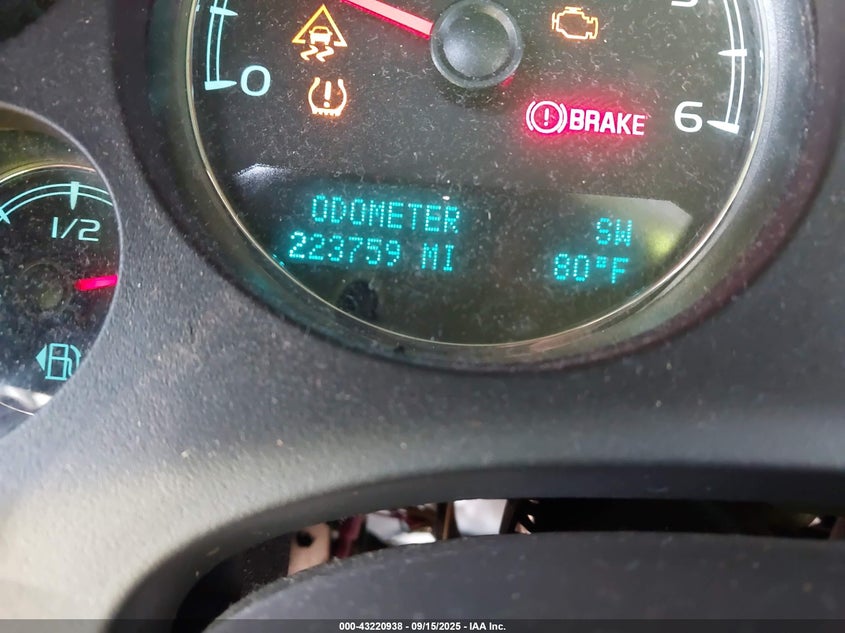 0
BRAKE
6
1/2
ODOMETER
SW
223759 MI
80°F
000-43220938 - 09/15/2025 - IAA Inc.